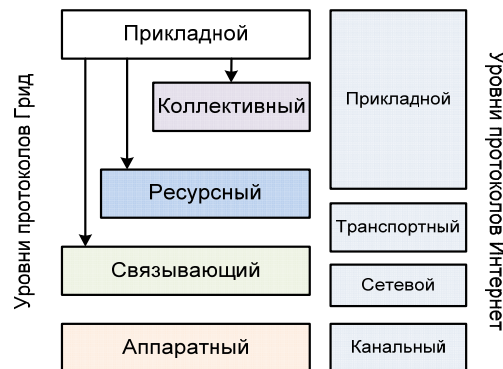 Уровни протоколов Грид
Прикладной
Коллективный
Ресурсный
Связывающий
Аппаратный
Прикладной
Транспортный
Сетевой
Канальный
Уровни протоколов Интернет